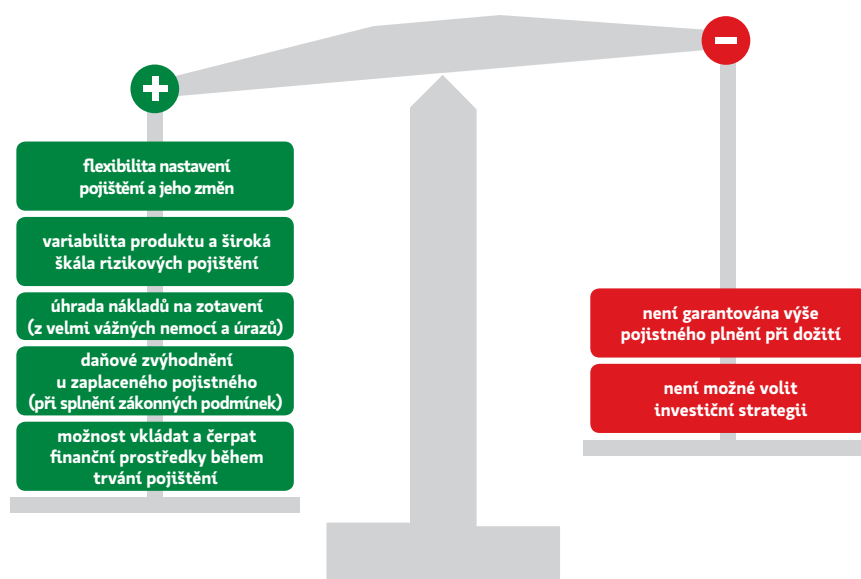 flexibilita nastavení
pojištění a jeho změn
variabilita produktu a široká
škála rizikových pojištění
úhrada nákladů na zotavení
(z velmi vážných nemocí a úrazů)
daňové zvýhodnění
u zaplaceného pojistného
(při splnění zákonných podmínek)
možnost vkládat a čerpat
finanční prostředky během
trvání pojištění
není garantována výše
pojistného plnění při dožití
není možné volit
investiční strategii